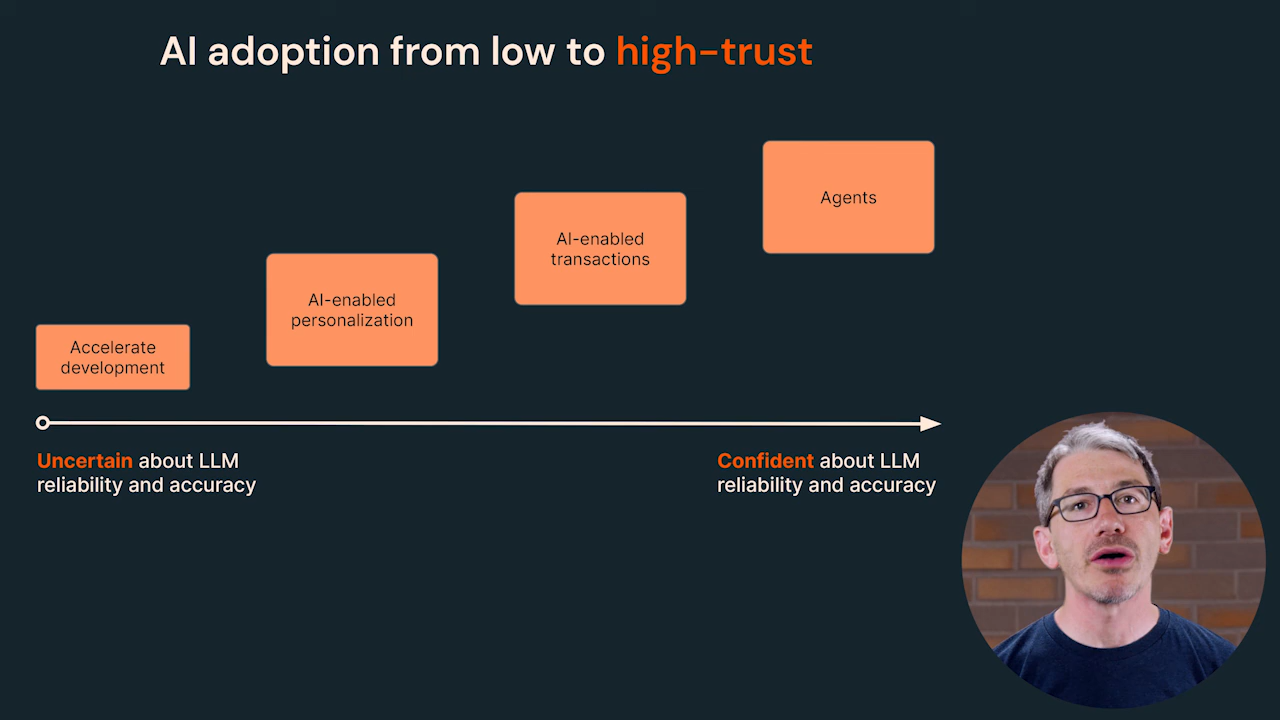 AI adoption from low to high-trust
Agents
AI-enabled
transactions
AI-enabled
personalization
Accelerate
development
Uncertain about LLM
reliability and accuracy
Confident about LLM
reliability and accuracy